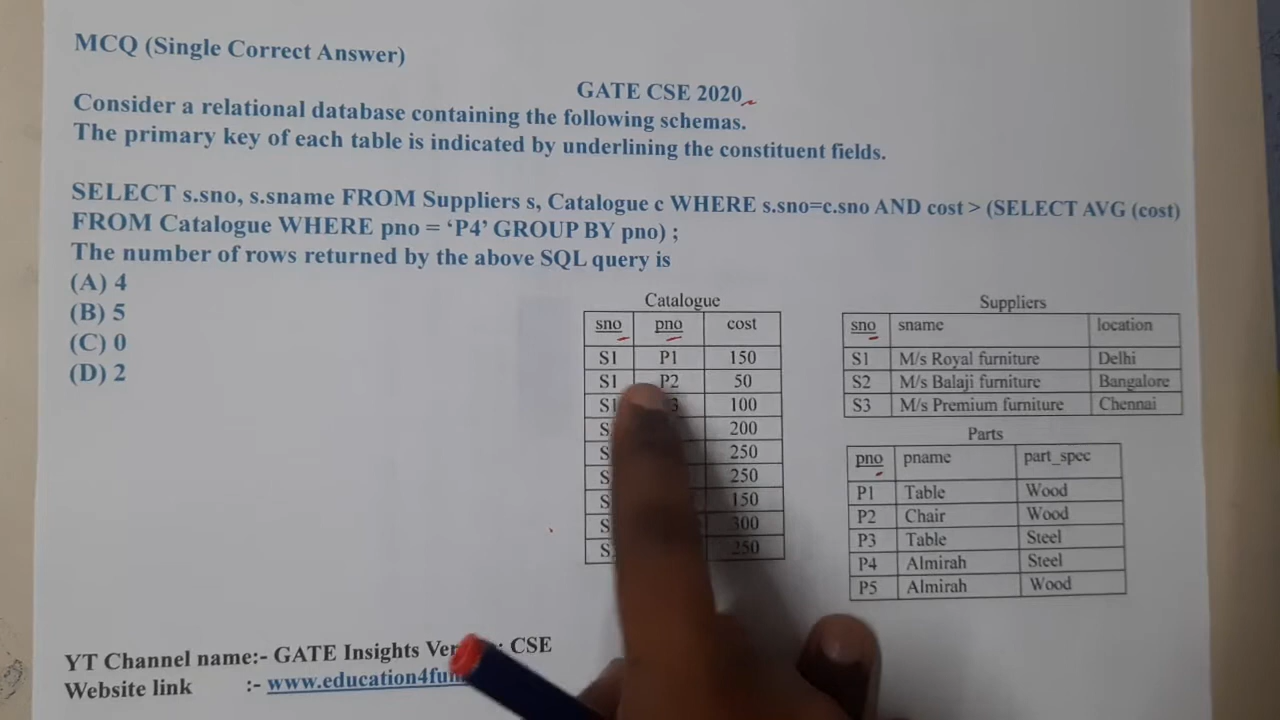 MCQ (Single Correct Answer)
GATE CSE 2020
Consider a relational database containing the following schemas.
The primary key of each table is indicated by underlining the constituent fields.
SELECT s.sno, s.sname FROM Suppliers s, Catalogue c WHERE s.sno=c.sno AND cost > (SELECT AVG (cost)
FROM Catalogue WHERE pno = ‘P4’ GROUP BY pno) ;
The number of rows returned by the above SQL query is
(A) 4
(B) 5
(C) 0
(D) 2
Catalogue
sno pno cost
S1 P1 150
S1 P2 50
S1 3 100
S 200
S 250
S 250
S 150
S 300
S 250
Suppliers
sno sname location
S1 M/s Royal furniture Delhi
S2 M/s Balaji furniture Bangalore
S3 M/s Premium furniture Chennai
Parts
pno pname part_spec
P1 Table Wood
P2 Chair Wood
P3 Table Steel
P4 Almirah Steel
P5 Almirah Wood
YT Channel name:- GATE Insights CSE
Website link :- www.education4fun